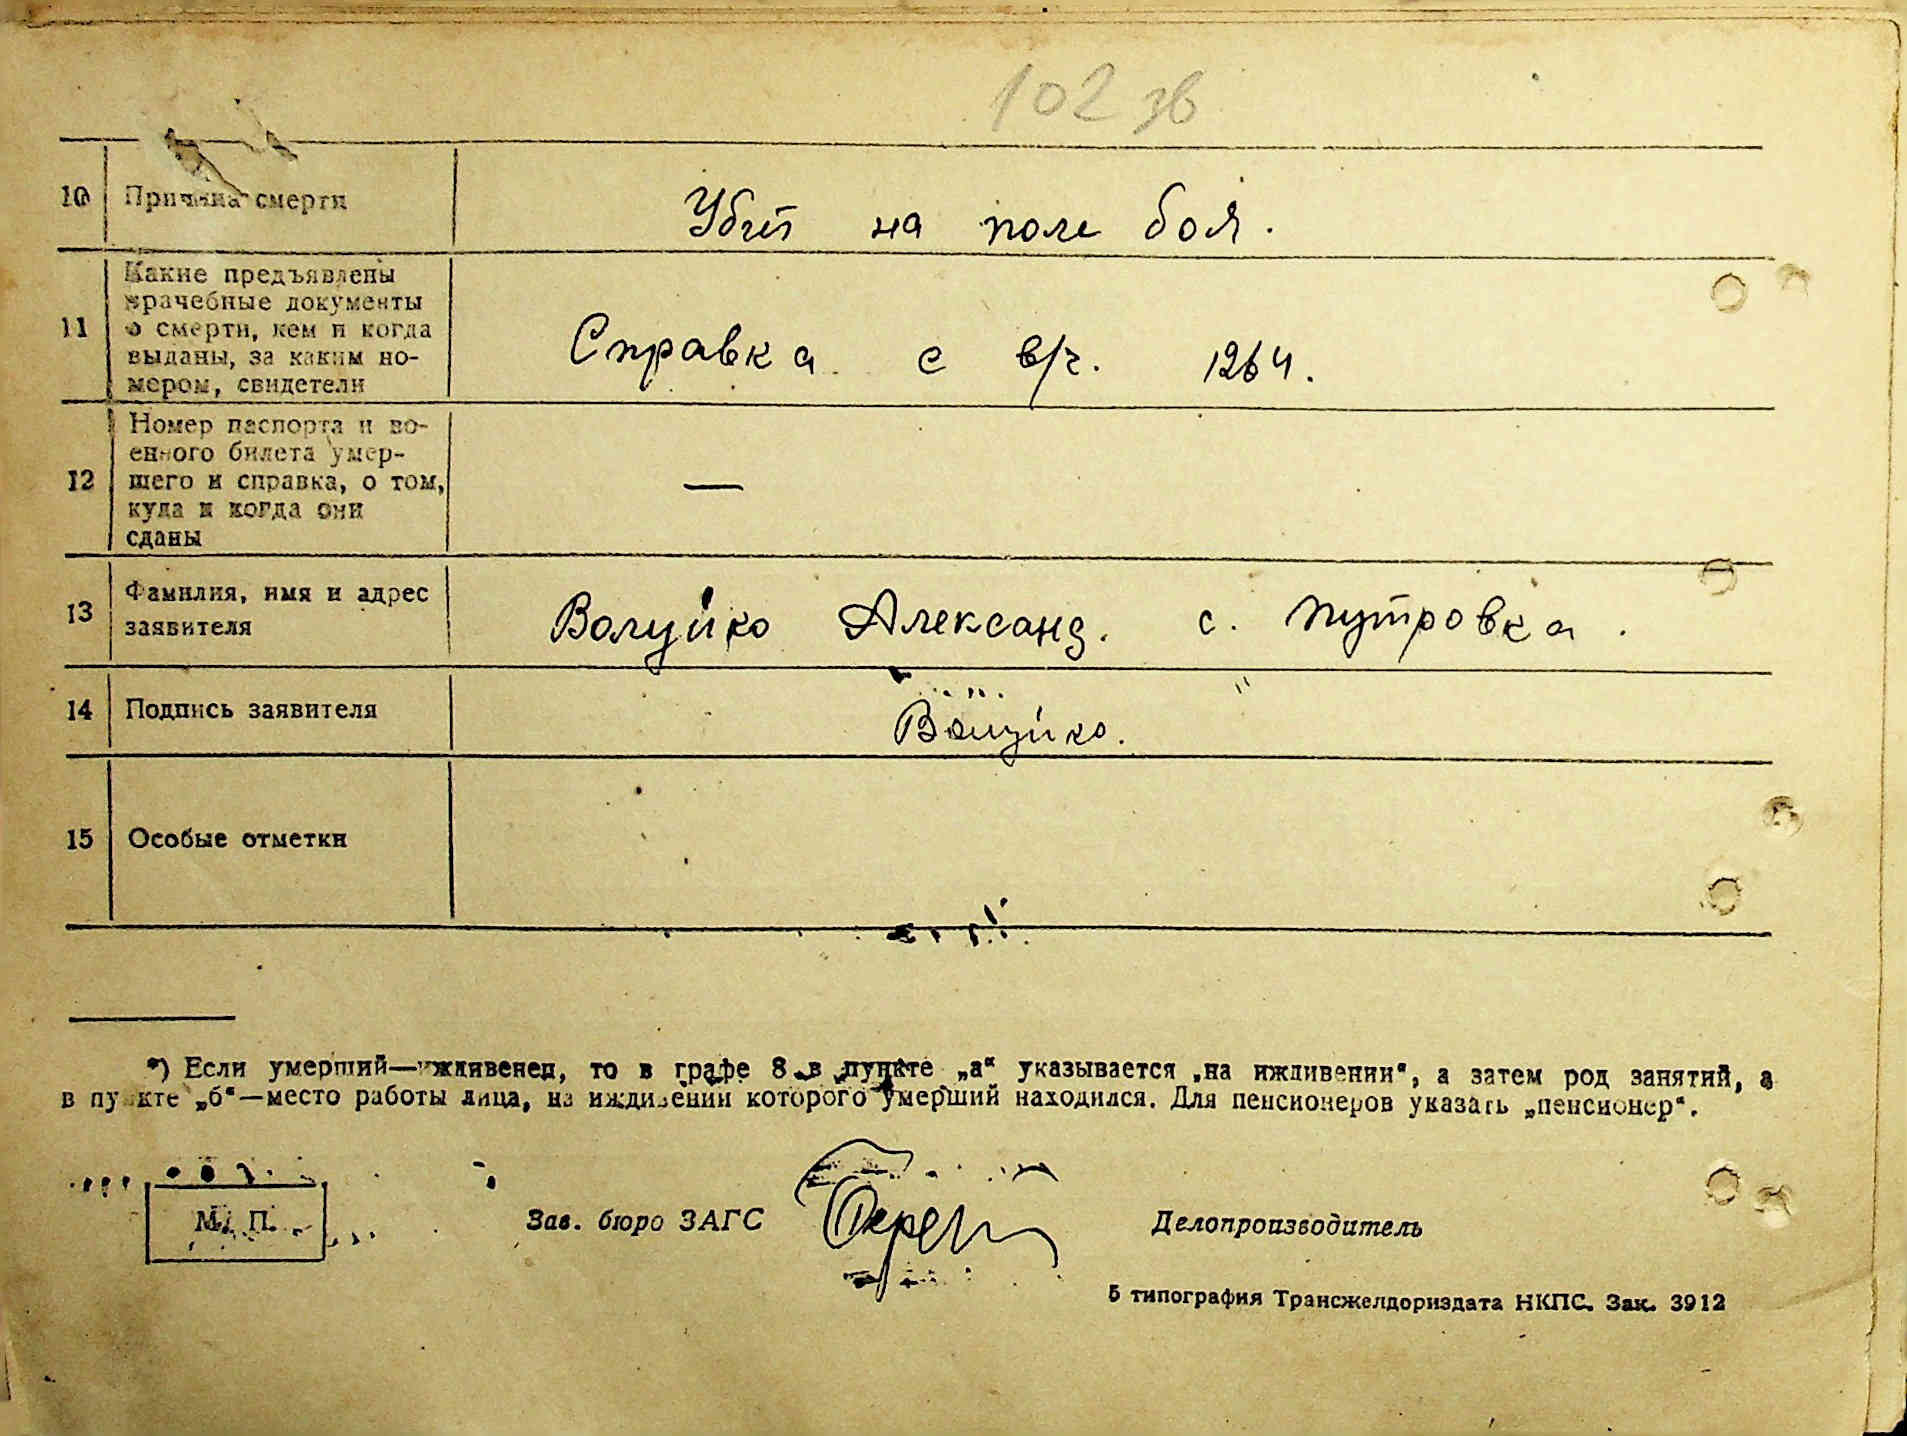 102 зв
10 Причина смерти Убит на поле боя.
11 Какие предъявлены
врачебные документы
о смерти, кем и когда
выданы, за каким но-
мером, свидетели
Справка с в/ч. 1264.
12 Номер паспорта и во-
енного билета умер-
шего и справка, о том,
куда и когда они
сданы
—
13 Фамилия, имя и адрес
заявителя
Волуйко Александ. с. Путровка.
14 Подпись заявителя Волуйко.
15 Особые отметки
*) Если умерший—иждивенец, то в графе 8 в пункте „а“ указывается „на иждивении“, а затем род занятий, а
в пункте „б“—место работы лица, на иждивении которого умерший находился. Для пенсионеров указать „пенсионер“.
М. П. Зав. бюро ЗАГС Делопроизводитель
5 типография Трансжелдориздата НКПС. Зак. 3912